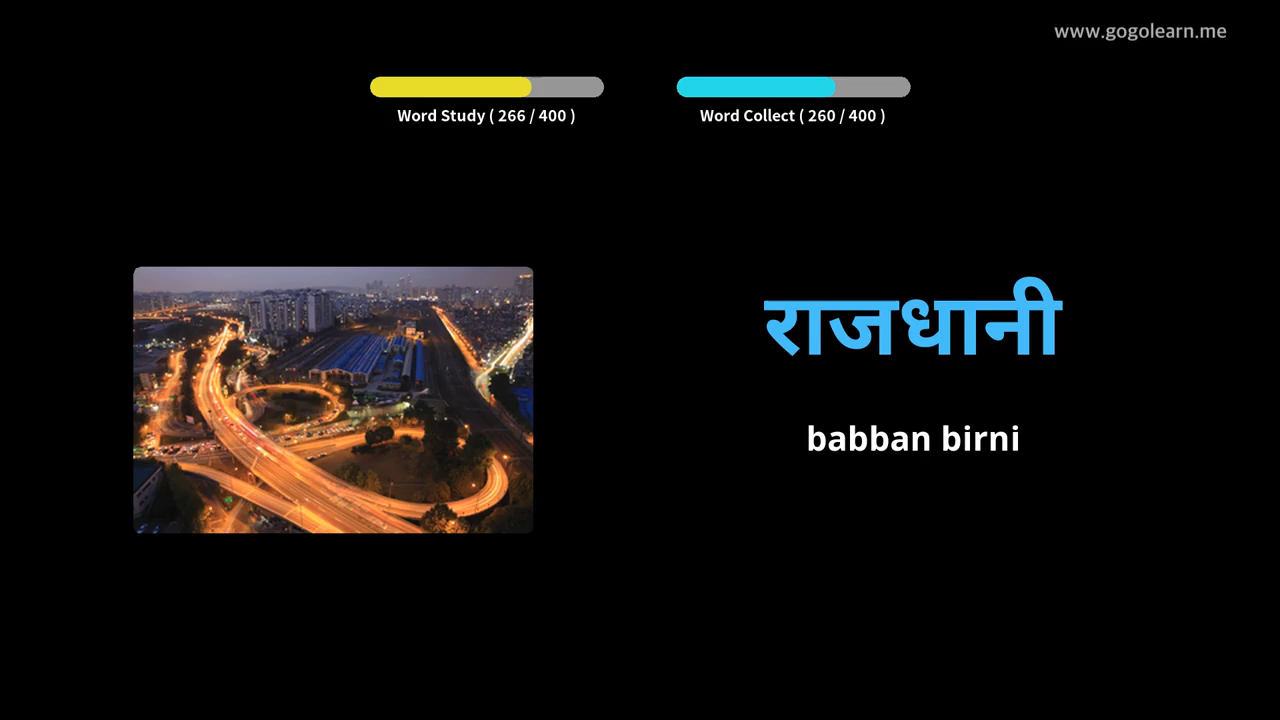 www.gogolearn.me
Word Study ( 266 / 400 )
Word Collect ( 260 / 400 )
राजधानी
babban birni